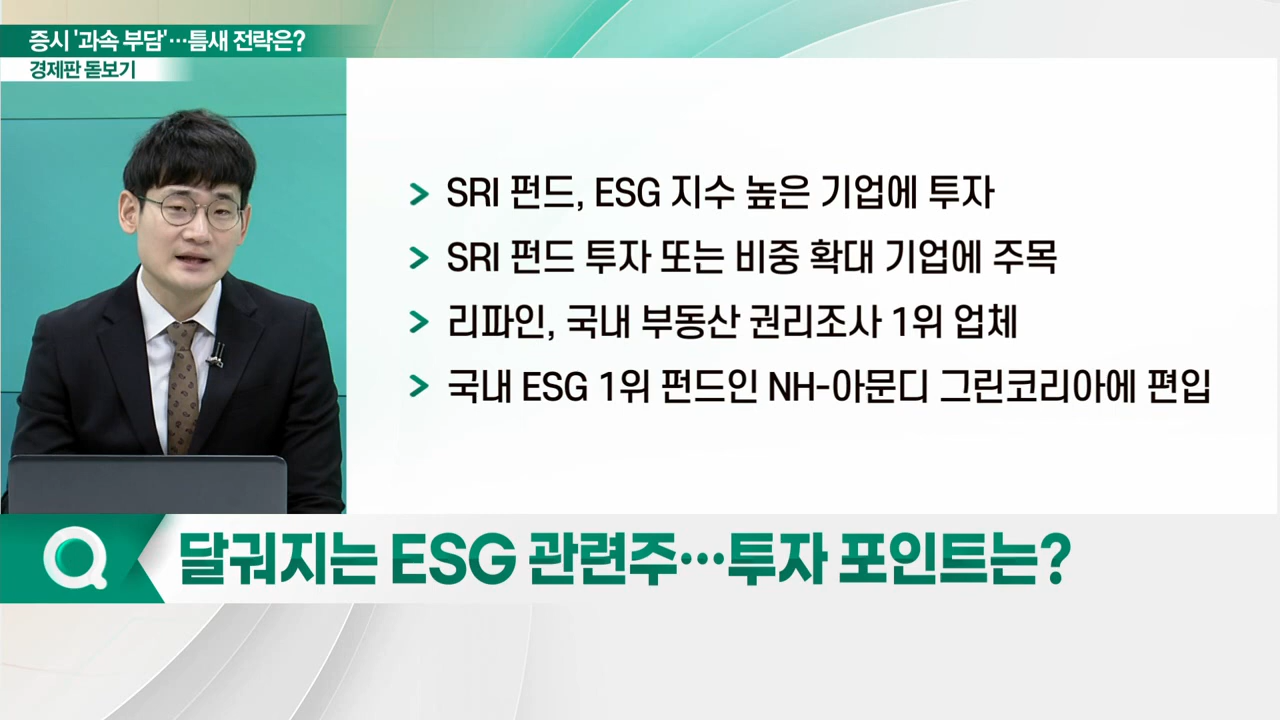 증시 '과속 부담'…틈새 전략은?
경제판 돋보기
> SRI 펀드, ESG 지수 높은 기업에 투자
> SRI 펀드 투자 또는 비중 확대 기업에 주목
> 리파인, 국내 부동산 권리조사 1위 업체
> 국내 ESG 1위 펀드인 NH-아문디 그린코리아에 편입
Q 달궈지는 ESG 관련주…투자 포인트는?